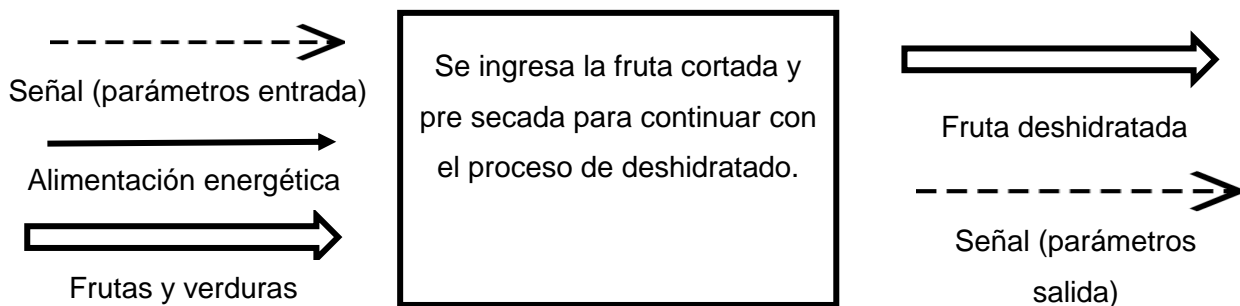 Señal (parámetros entrada)
Alimentación energética
Frutas y verduras
Se ingresa la fruta cortada y
pre secada para continuar con
el proceso de deshidratado.
Fruta deshidratada
Señal (parámetros
salida)